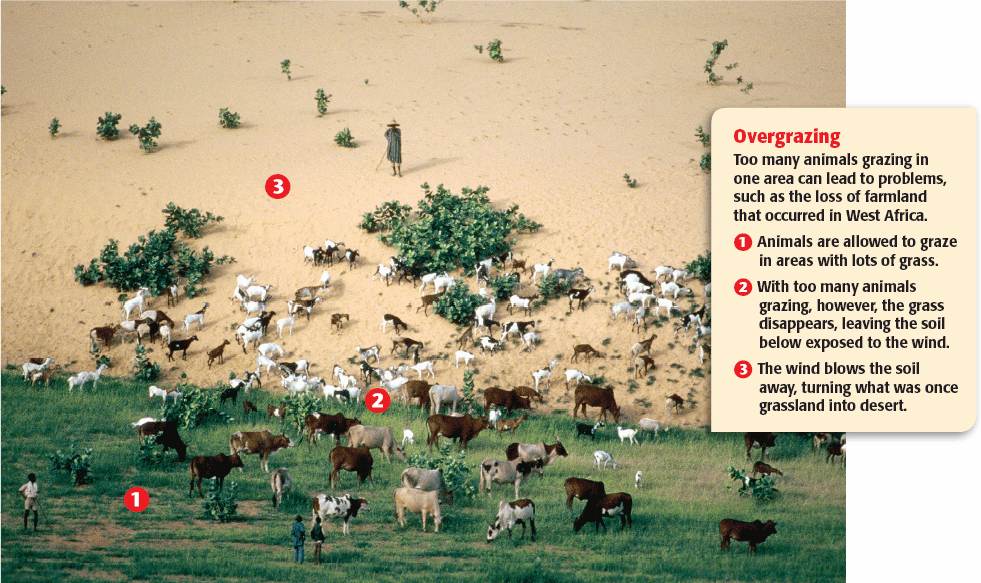 Overgrazing
Too many animals grazing in
one area can lead to problems,
such as the loss of farmland
that occurred in West Africa.
1 Animals are allowed to graze
in areas with lots of grass.
2 With too many animals
grazing, however, the grass
disappears, leaving the soil
below exposed to the wind.
3 The wind blows the soil
away, turning what was once
grassland into desert.
3
2
1